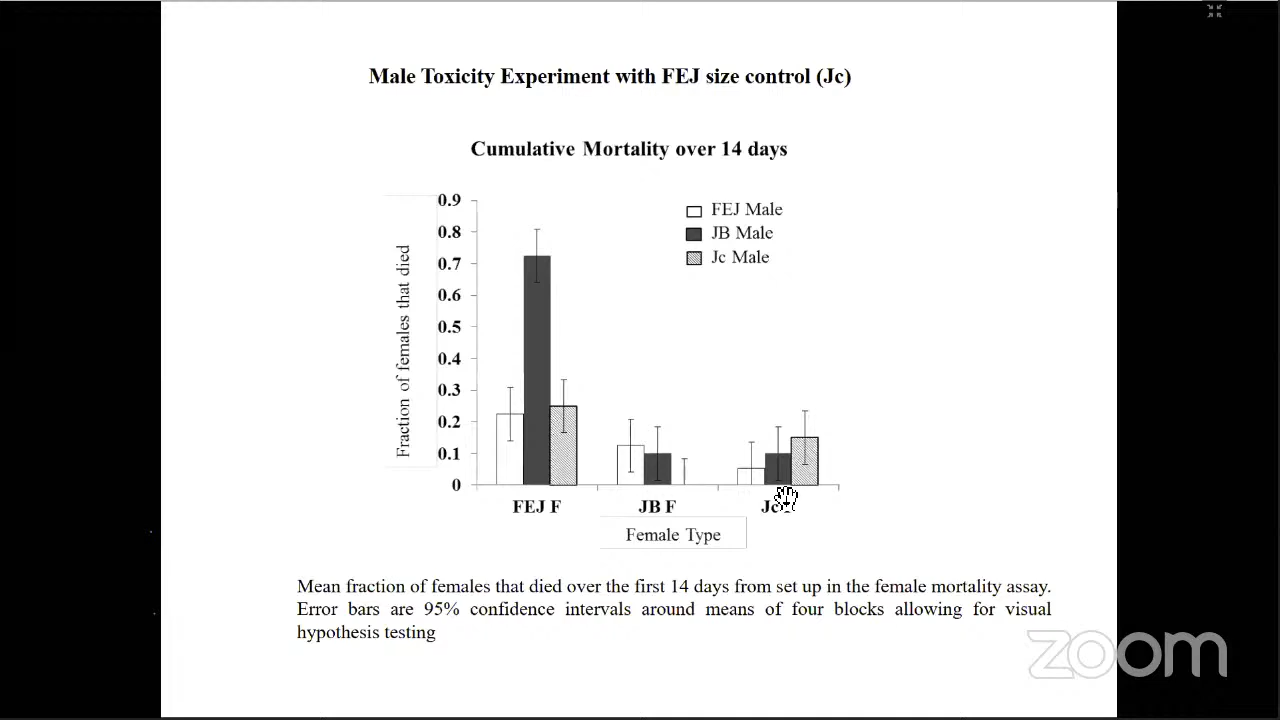 Male Toxicity Experiment with FEJ size control (Jc)
Cumulative Mortality over 14 days
FEJ Male
JB Male
Jc Male
Fraction of females that died
0.9
0.8
0.7
0.6
0.5
0.4
0.3
0.2
0.1
0
FEJ F
JB F
Female Type
Mean fraction of females that died over the first 14 days from set up in the female mortality assay.
Error bars are 95% confidence intervals around means of four blocks allowing for visual
hypothesis testing
zoom